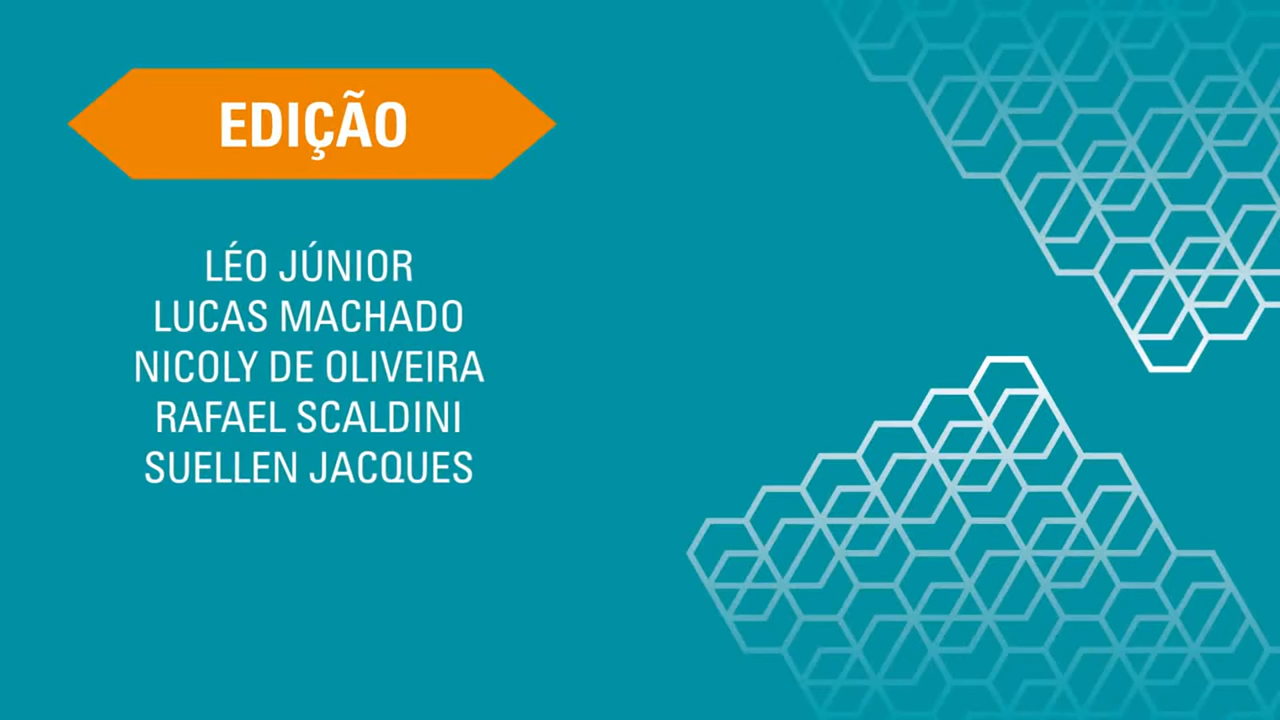 EDIÇÃO
LÉO JÚNIOR
LUCAS MACHADO
NICOLY DE OLIVEIRA
RAFAEL SCALDINI
SUELLEN JACQUES